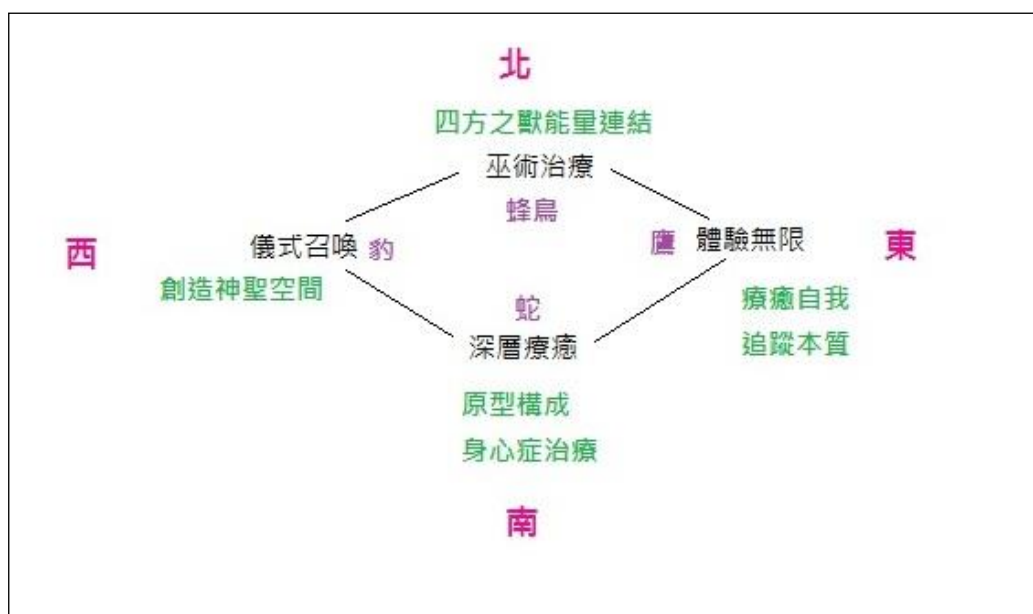 北
四方之獸能量連結
巫術治療
蜂鳥
西
儀式召喚 豹
鷹 體驗無限
東
創造神聖空間
療癒自我
追蹤本質
蛇
深層療癒
原型構成
身心症治療
南